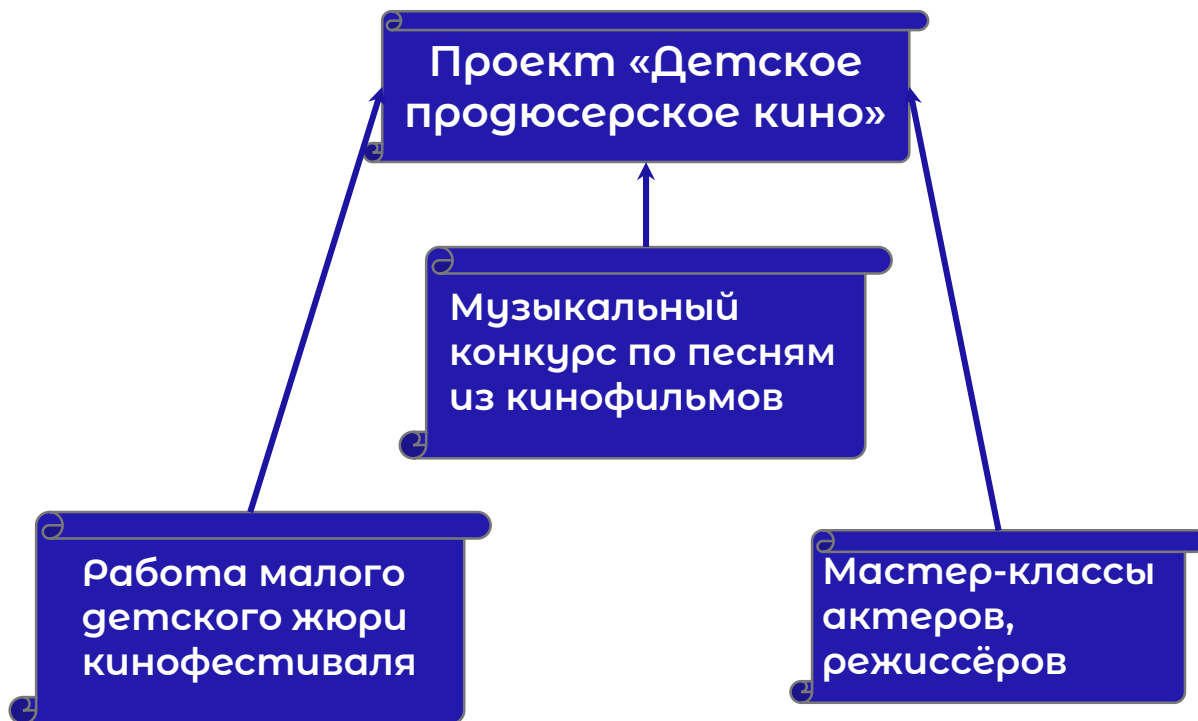 Проект «Детское
продюсерское кино»
Музыкальный
конкурс по песням
из кинофильмов
Работа малого
детского жюри
кинофестиваля
Мастер-классы
актеров,
режиссёров